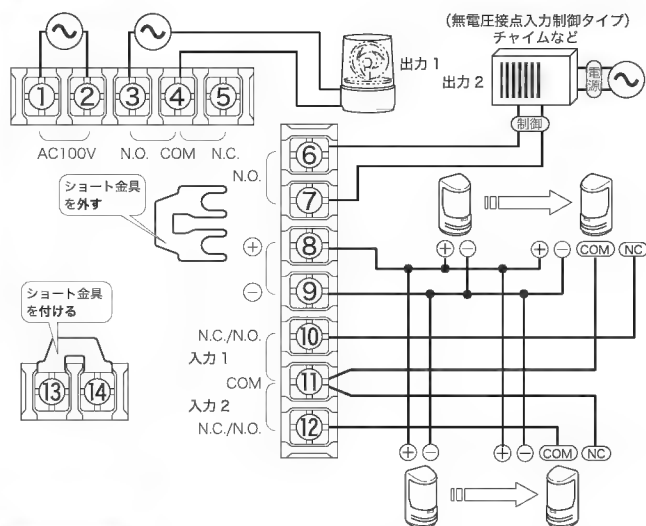 (無電圧接点入力制御タイプ)
チャイムなど
出力 1
出力 2
電源
制御
① ② ③ ④ ⑤
AC100V N.O. COM N.C.
ショート金具
を外す
N.O.
⑥
⑦
⊕ ⑧
⊖ ⑨
⊕ ⊖ ⊕ ⊖ COM NC
ショート金具
を付ける
⑬ ⑭
N.C./N.O. ⑩
入力 1
COM ⑪
入力 2
N.C./N.O. ⑫
⊕ ⊖ ⊕ ⊖ COM NC